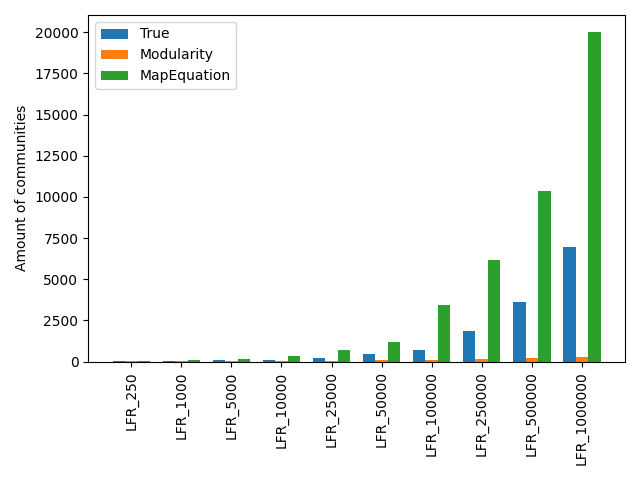 True
Modularity
MapEquation
Amount of communities
20000
17500
15000
12500
10000
7500
5000
2500
0
LFR_250
LFR_1000
LFR_5000
LFR_10000
LFR_25000
LFR_50000
LFR_100000
LFR_250000
LFR_500000
LFR_1000000